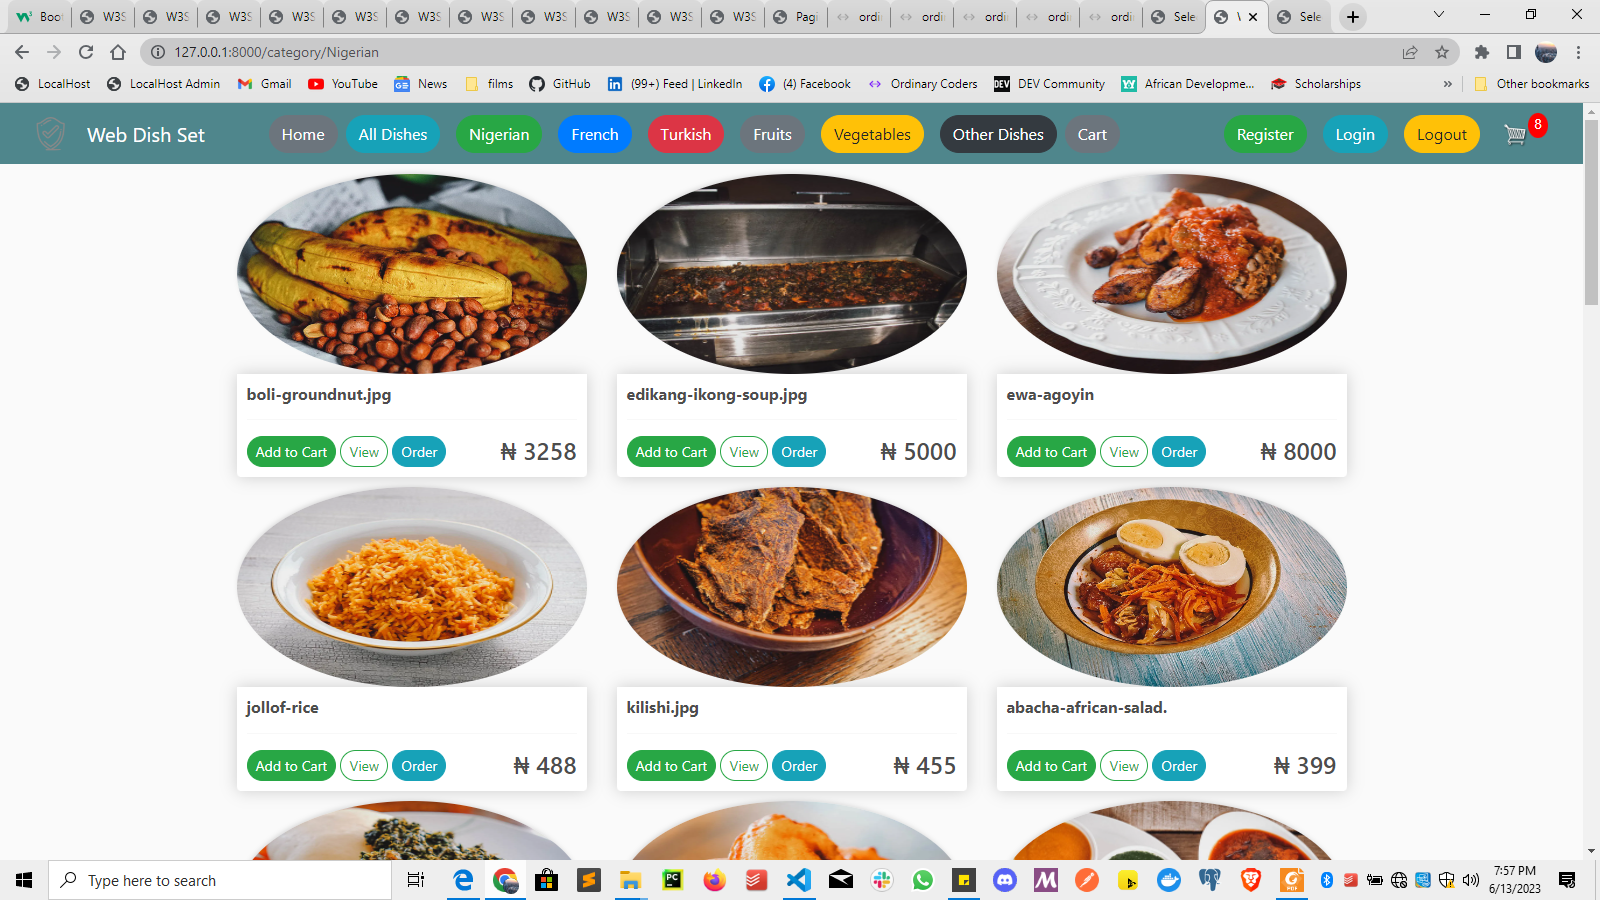 Boo W3S W3S W3S W3S W3S W3S W3S W3S W3S W3S W3S Pagi ordi ordi ordi ordi ordi Sele Sele
127.0.0.1:8000/category/Nigerian
LocalHost LocalHost Admin Gmail YouTube News films GitHub (99+) Feed | LinkedIn (4) Facebook Ordinary Coders DEV Community African Developme... Scholarships » Other bookmarks
Web Dish Set Home All Dishes Nigerian French Turkish Fruits Vegetables Other Dishes Cart Register Login Logout 8
boli-groundnut.jpg edikang-ikong-soup.jpg ewa-agoyin
Add to Cart View Order ₦ 3258 Add to Cart View Order ₦ 5000 Add to Cart View Order ₦ 8000
jollof-rice kilishi.jpg abacha-african-salad.
Add to Cart View Order ₦ 488 Add to Cart View Order ₦ 455 Add to Cart View Order ₦ 399
Type here to search 7:57 PM
6/13/2023